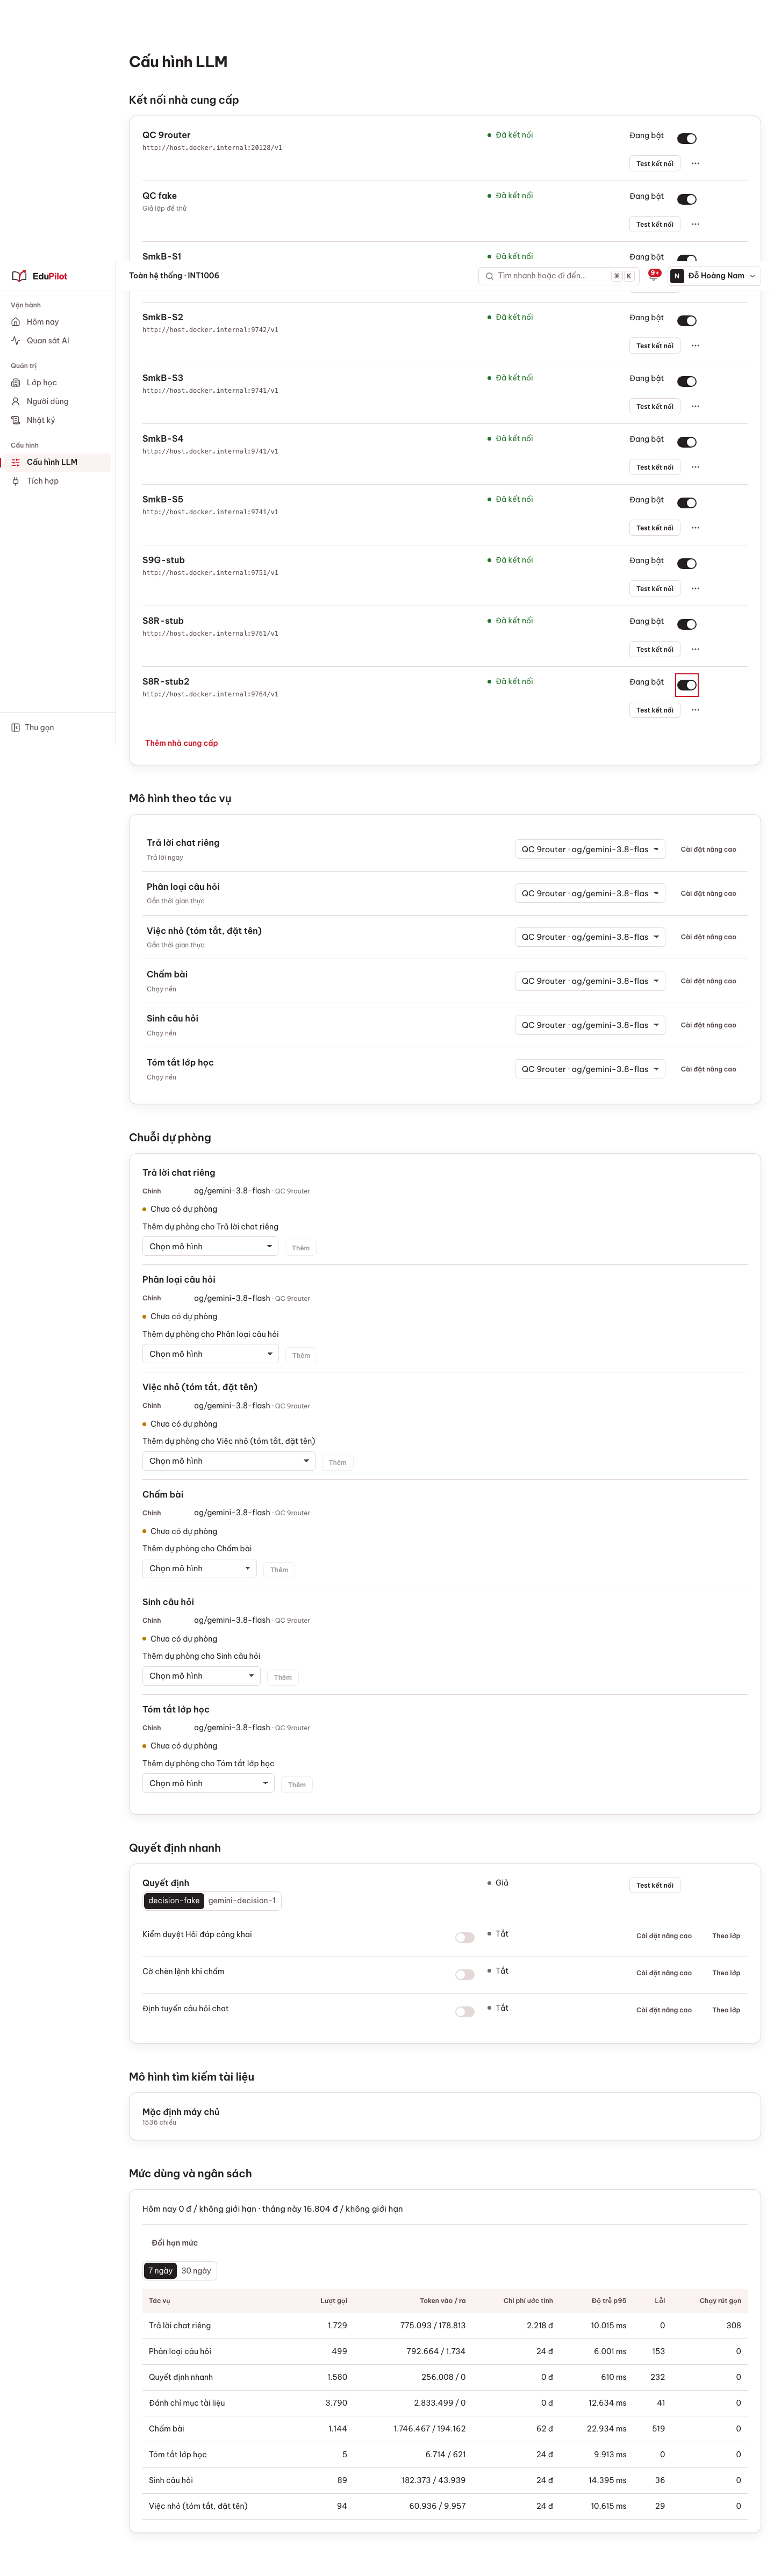 Cấu hình LLM
Kết nối nhà cung cấp
QC 9router
http://host.docker.internal:20128/v1
Đã kết nối
Đang bật
Test kết nối
QC fake
Giả lập để thử
Đã kết nối
Đang bật
Test kết nối
SmkB-S1
Đã kết nối
Đang bật
EduPilot
Toàn hệ thống · INT1006
Tìm nhanh hoặc đi đến...
⌘ K
9+
N
Đỗ Hoàng Nam
Vận hành
Hôm nay
Quan sát AI
Quản trị
Lớp học
Người dùng
Nhật ký
Cấu hình
Cấu hình LLM
Tích hợp
Thu gọn
SmkB-S2
http://host.docker.internal:9742/v1
Đã kết nối
Đang bật
Test kết nối
SmkB-S3
http://host.docker.internal:9741/v1
Đã kết nối
Đang bật
Test kết nối
SmkB-S4
http://host.docker.internal:9741/v1
Đã kết nối
Đang bật
Test kết nối
SmkB-S5
http://host.docker.internal:9741/v1
Đã kết nối
Đang bật
Test kết nối
S9G-stub
http://host.docker.internal:9751/v1
Đã kết nối
Đang bật
Test kết nối
S8R-stub
http://host.docker.internal:9761/v1
Đã kết nối
Đang bật
Test kết nối
S8R-stub2
http://host.docker.internal:9764/v1
Đã kết nối
Đang bật
Test kết nối
Thêm nhà cung cấp
Mô hình theo tác vụ
Trả lời chat riêng
Trả lời ngay
QC 9router · ag/gemini-3.8-flas
Cài đặt nâng cao
Phân loại câu hỏi
Gần thời gian thực
QC 9router · ag/gemini-3.8-flas
Cài đặt nâng cao
Việc nhỏ (tóm tắt, đặt tên)
Gần thời gian thực
QC 9router · ag/gemini-3.8-flas
Cài đặt nâng cao
Chấm bài
Chạy nền
QC 9router · ag/gemini-3.8-flas
Cài đặt nâng cao
Sinh câu hỏi
Chạy nền
QC 9router · ag/gemini-3.8-flas
Cài đặt nâng cao
Tóm tắt lớp học
Chạy nền
QC 9router · ag/gemini-3.8-flas
Cài đặt nâng cao
Chuỗi dự phòng
Trả lời chat riêng
Chính ag/gemini-3.8-flash · QC 9router
Chưa có dự phòng
Thêm dự phòng cho Trả lời chat riêng
Chọn mô hình
Thêm
Phân loại câu hỏi
Chính ag/gemini-3.8-flash · QC 9router
Chưa có dự phòng
Thêm dự phòng cho Phân loại câu hỏi
Chọn mô hình
Thêm
Việc nhỏ (tóm tắt, đặt tên)
Chính ag/gemini-3.8-flash · QC 9router
Chưa có dự phòng
Thêm dự phòng cho Việc nhỏ (tóm tắt, đặt tên)
Chọn mô hình
Thêm
Chấm bài
Chính ag/gemini-3.8-flash · QC 9router
Chưa có dự phòng
Thêm dự phòng cho Chấm bài
Chọn mô hình
Thêm
Sinh câu hỏi
Chính ag/gemini-3.8-flash · QC 9router
Chưa có dự phòng
Thêm dự phòng cho Sinh câu hỏi
Chọn mô hình
Thêm
Tóm tắt lớp học
Chính ag/gemini-3.8-flash · QC 9router
Chưa có dự phòng
Thêm dự phòng cho Tóm tắt lớp học
Chọn mô hình
Thêm
Quyết định nhanh
Quyết định
decision-fake gemini-decision-1
Giả
Test kết nối
Kiểm duyệt Hỏi đáp công khai
Tắt
Cài đặt nâng cao
Theo lớp
Cờ chèn lệnh khi chấm
Tắt
Cài đặt nâng cao
Theo lớp
Định tuyến câu hỏi chat
Tắt
Cài đặt nâng cao
Theo lớp
Mô hình tìm kiếm tài liệu
Mặc định máy chủ
1536 chiều
Mức dùng và ngân sách
Hôm nay 0 đ / không giới hạn · tháng này 16.804 đ / không giới hạn
Đổi hạn mức
7 ngày 30 ngày
Tác vụ Lượt gọi Token vào / ra Chi phí ước tính Độ trễ p95 Lỗi Chạy rút gọn
Trả lời chat riêng 1.729 775.093 / 178.813 2.218 đ 10.015 ms 0 308
Phân loại câu hỏi 499 792.664 / 1.734 24 đ 6.001 ms 153 0
Quyết định nhanh 1.580 256.008 / 0 0 đ 610 ms 232 0
Đánh chỉ mục tài liệu 3.790 2.833.499 / 0 0 đ 12.634 ms 41 0
Chấm bài 1.144 1.746.467 / 194.162 62 đ 22.934 ms 519 0
Tóm tắt lớp học 5 6.714 / 621 24 đ 9.913 ms 0 0
Sinh câu hỏi 89 182.373 / 43.939 24 đ 14.395 ms 36 0
Việc nhỏ (tóm tắt, đặt tên) 94 60.936 / 9.957 24 đ 10.615 ms 29 0